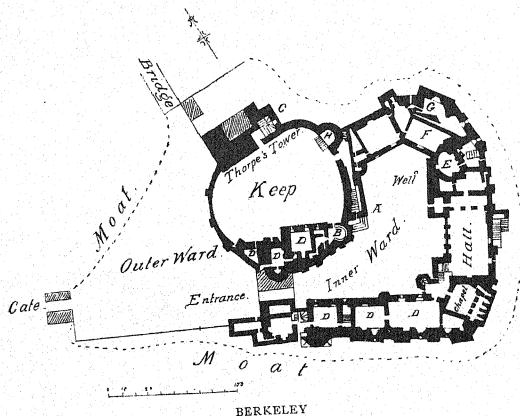 N
Bridge
Moat.
C
Thorpe's Tower
H
G
F
E
Keep
Well
A
B
D
D
D
Outer Ward.
Inner Ward.
Hall.
Chapel
Entrance.
Gate
D
D
D
Moat
BERKELEY